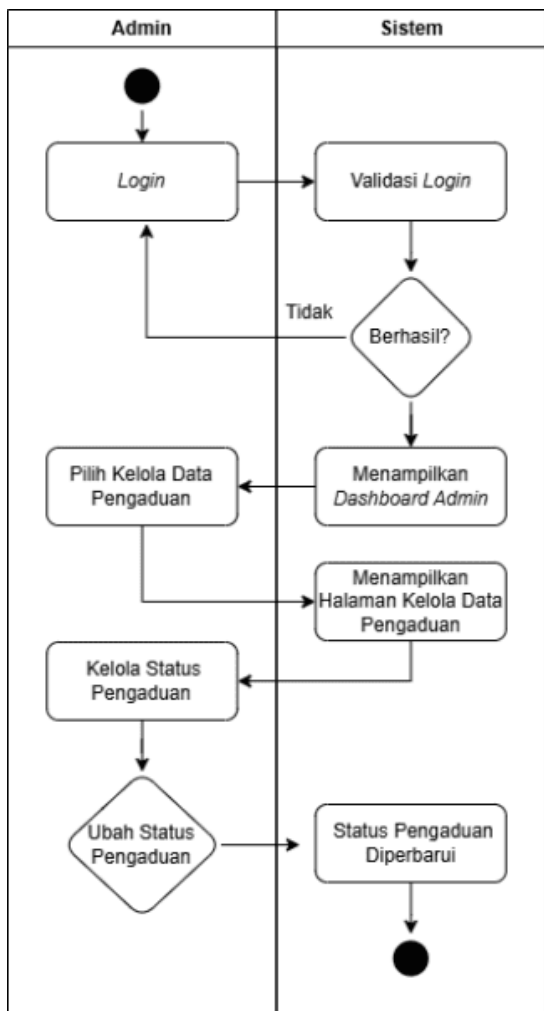 Admin
Sistem
Login
Validasi Login
Tidak
Berhasil?
Pilih Kelola Data
Pengaduan
Menampilkan
Dashboard Admin
Menampilkan
Halaman Kelola Data
Pengaduan
Kelola Status
Pengaduan
Ubah Status
Pengaduan
Status Pengaduan
Diperbarui